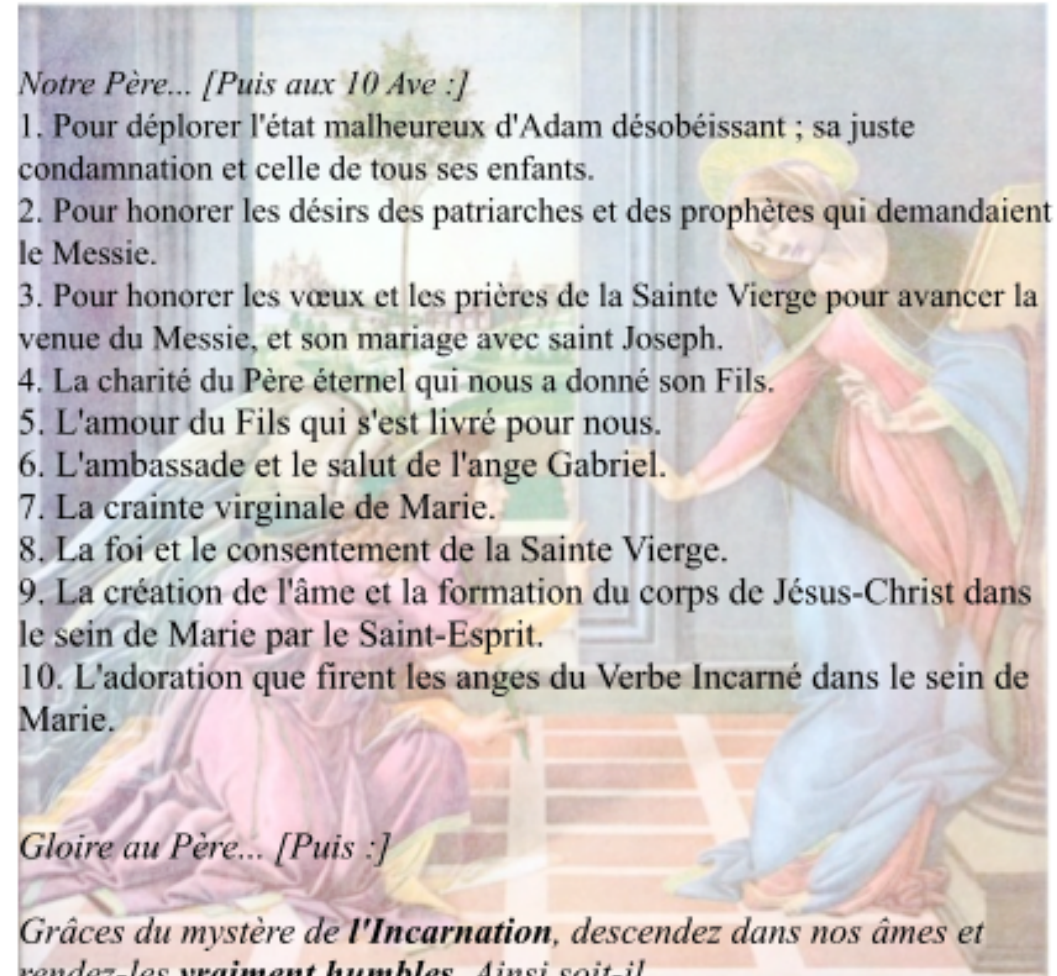 Notre Père... [Puis aux 10 Ave :]
1. Pour déplorer l'état malheureux d'Adam désobéissant ; sa juste
condamnation et celle de tous ses enfants.
2. Pour honorer les désirs des patriarches et des prophètes qui demandaient
le Messie.
3. Pour honorer les vœux et les prières de la Sainte Vierge pour avancer la
venue du Messie, et son mariage avec saint Joseph.
4. La charité du Père éternel qui nous a donné son Fils.
5. L'amour du Fils qui s'est livré pour nous.
6. L'ambassade et le salut de l'ange Gabriel.
7. La crainte virginale de Marie.
8. La foi et le consentement de la Sainte Vierge.
9. La création de l'âme et la formation du corps de Jésus-Christ dans
le sein de Marie par le Saint-Esprit.
10. L'adoration que firent les anges du Verbe Incarné dans le sein de
Marie.
Gloire au Père... [Puis :]
Grâces du mystère de l'Incarnation, descendez dans nos âmes et
rendez-les vraiment humbles. Ainsi soit-il